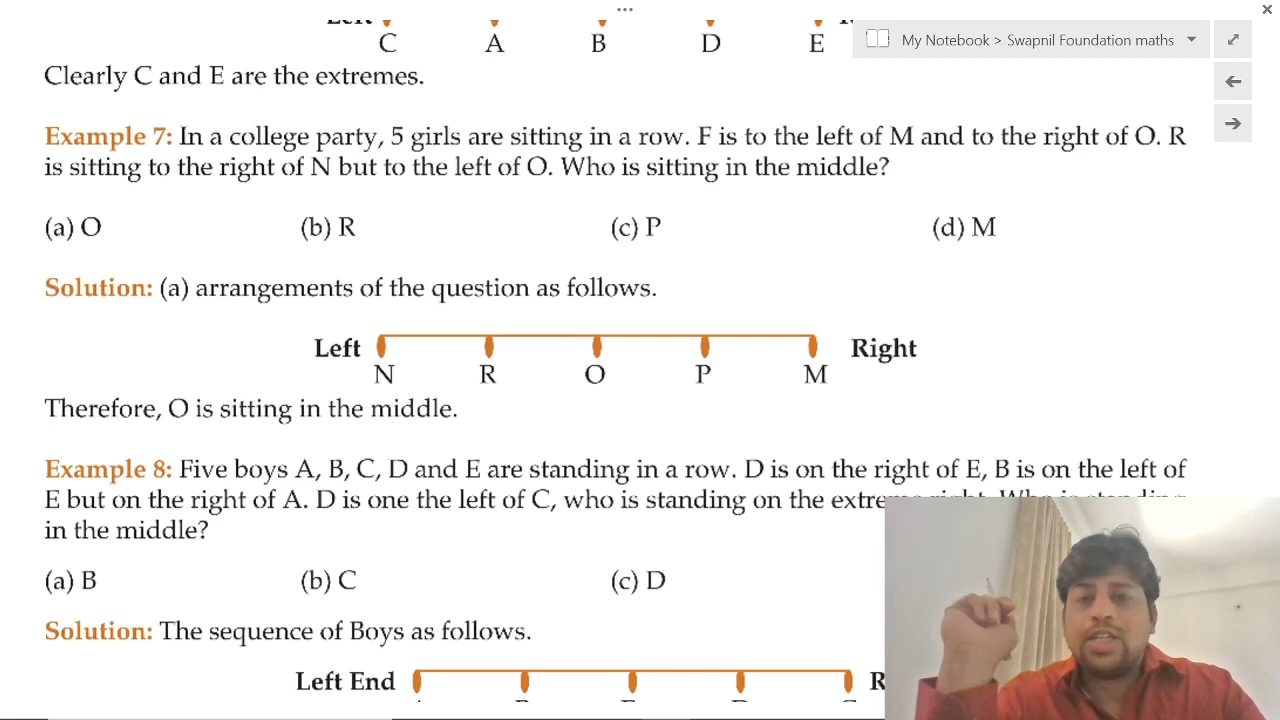 C A B D E
My Notebook > Swapnil Foundation maths
Clearly C and E are the extremes.
Example 7: In a college party, 5 girls are sitting in a row. F is to the left of M and to the right of O. R
is sitting to the right of N but to the left of O. Who is sitting in the middle?
(a) O (b) R (c) P (d) M
Solution: (a) arrangements of the question as follows.
Left Right
N R O P M
Therefore, O is sitting in the middle.
Example 8: Five boys A, B, C, D and E are standing in a row. D is on the right of E, B is on the left of
E but on the right of A. D is one the left of C, who is standing on the
in the middle?
(a) B (b) C (c) D
Solution: The sequence of Boys as follows.
Left End